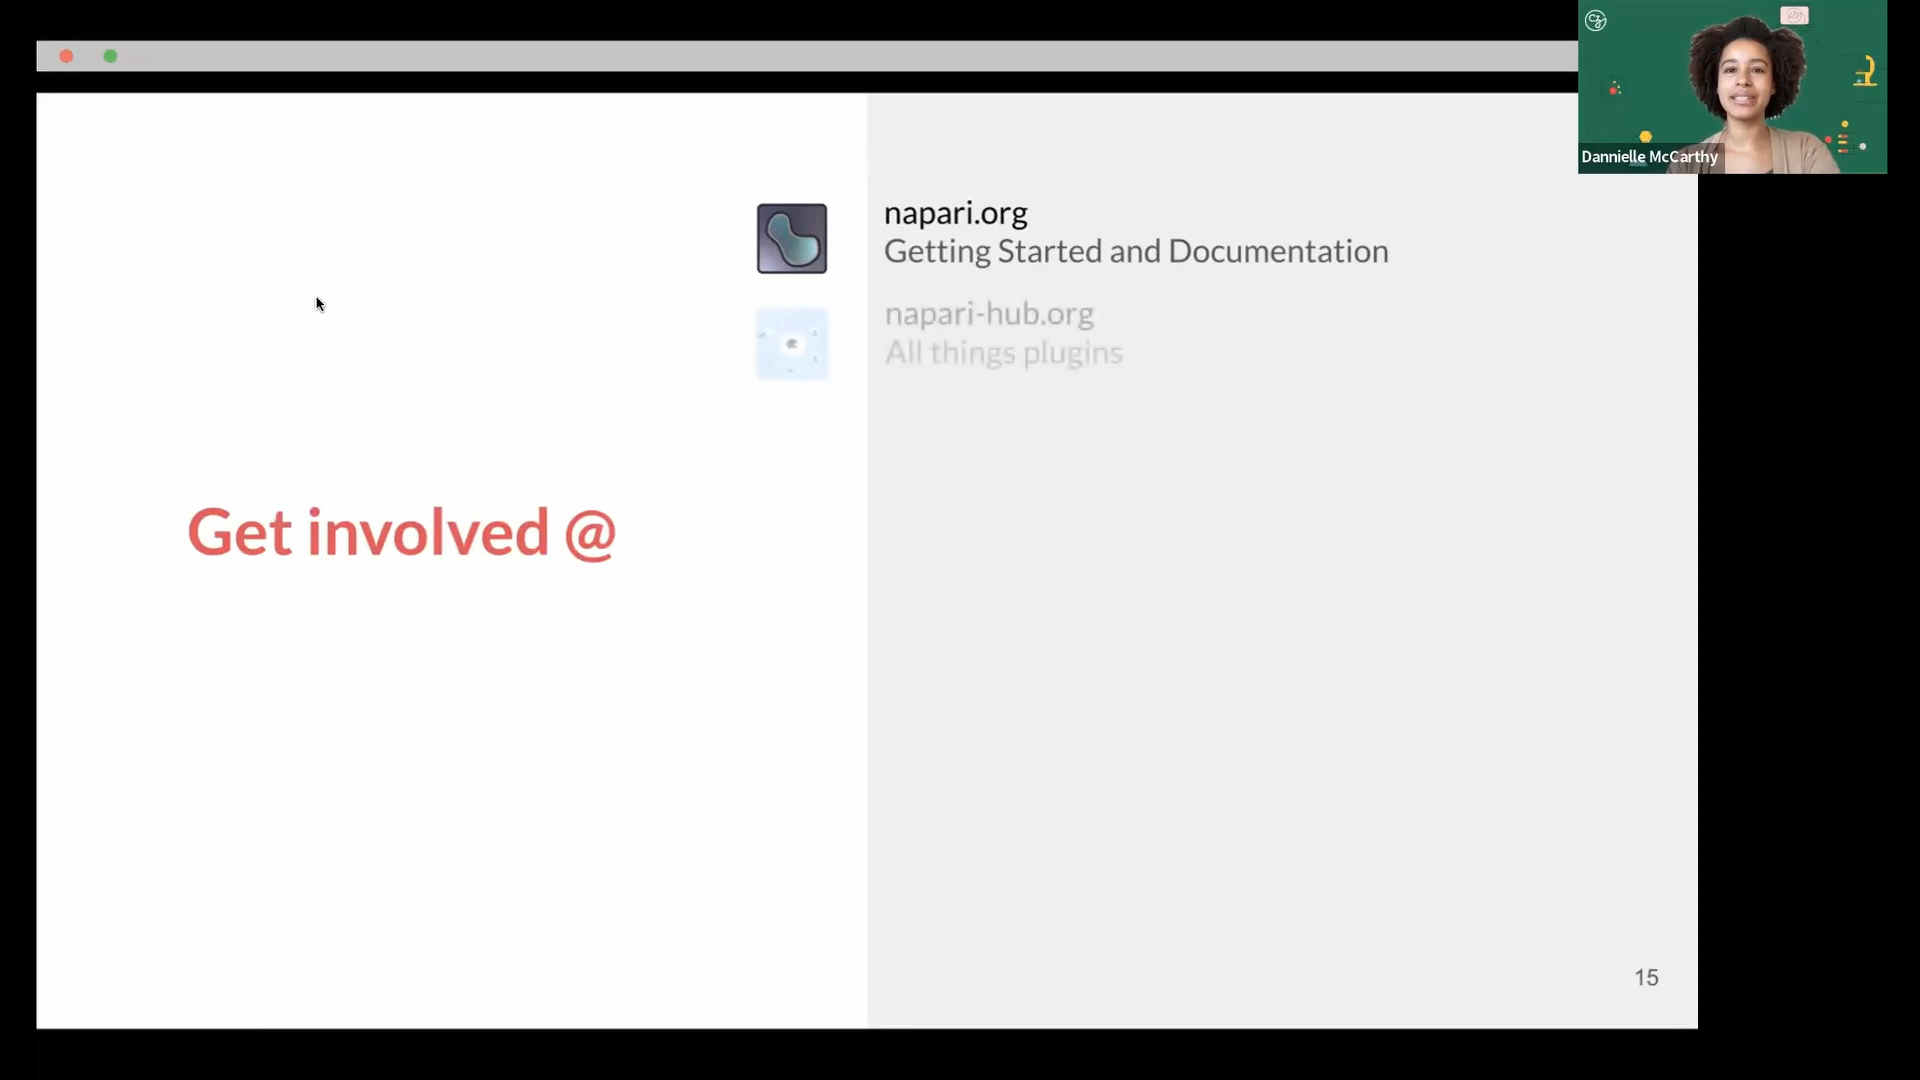 Dannielle McCarthy
napari.org
Getting Started and Documentation
napari-hub.org
All things plugins
Get involved @
15